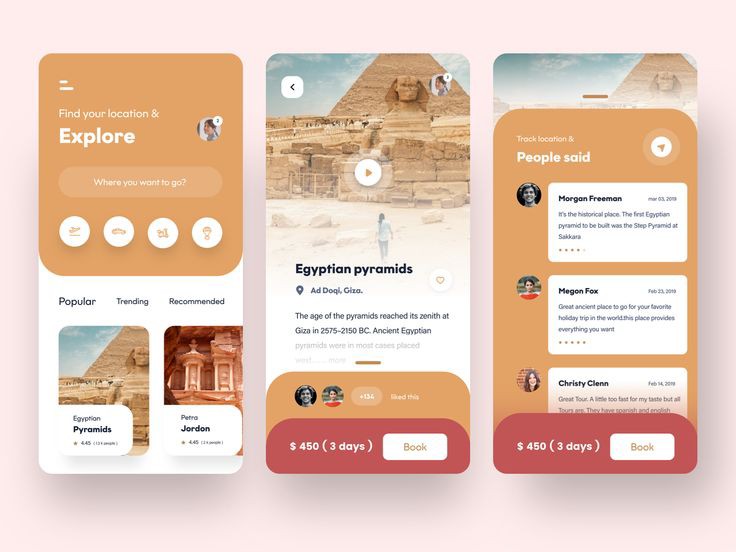 Find your location &
Explore
2
Where you want to go?
Popular
Trending
Recommended
Egyptian
Pyramids
4.45
Petra
Jordon
4.45
2
Egyptian pyramids
Ad Doqi, Giza.
The age of the pyramids reached its zenith at
Giza in 2575–2150 BC. Ancient Egyptian
pyramids were in most cases placed
west....... more
+134
liked this
$ 450 ( 3 days )
Book
Track location &
People said
Morgan Freeman
mar 03, 2019
It's the historical place. The first Egyptian
pyramid to be built was the Step Pyramid at
Sakkara
Megon Fox
Feb 23, 2019
Great ancient place to go for your favorite
holiday trip in the world.this place provides
everything you want
Christy Clenn
Feb 14, 2019
Great Tour. A little too fast for my taste but all
Tours are. They have spanish and english
$ 450 ( 3 days )
Book